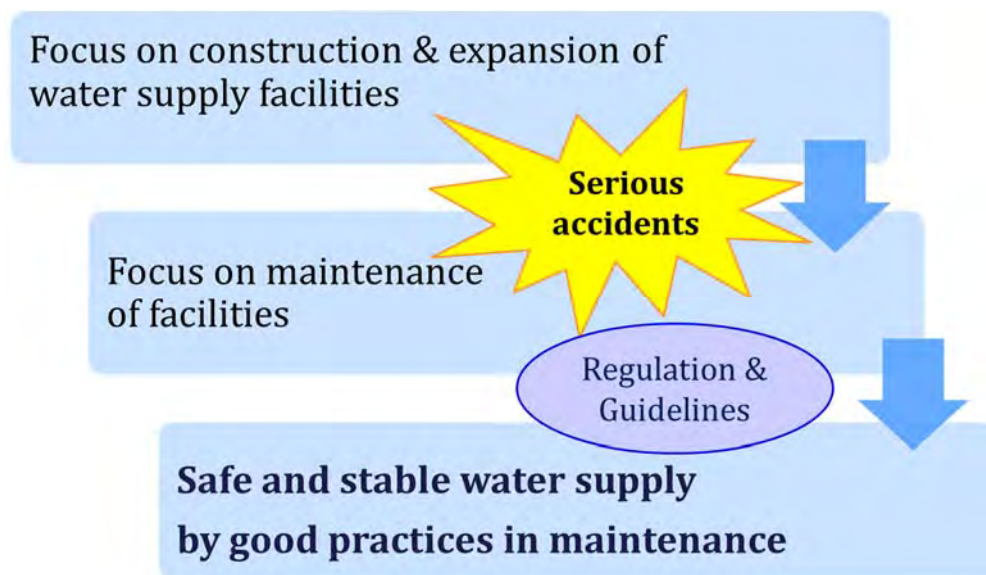 Focus on construction & expansion of
water supply facilities
Serious
accidents
Focus on maintenance
of facilities
Regulation &
Guidelines
Safe and stable water supply
by good practices in maintenance